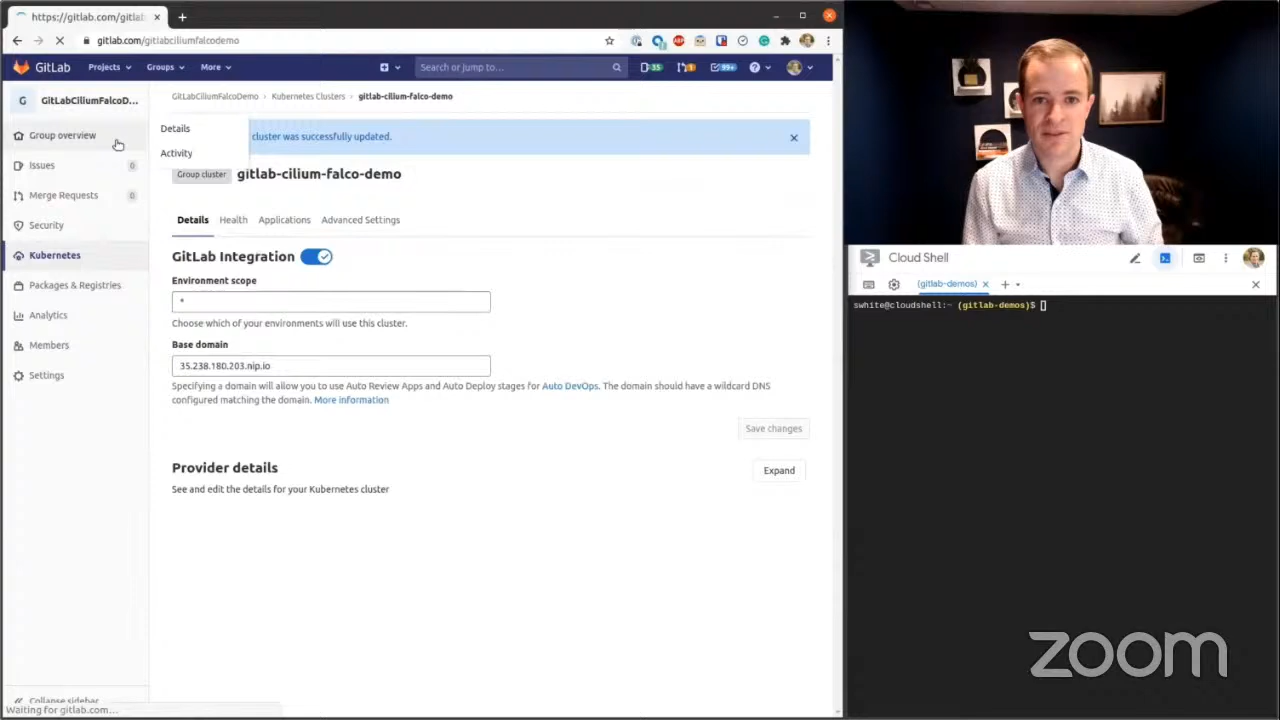 https://gitlab.com/gitlab
gitlab.com/gitlabciliumfalcodemo
GitLab
Projects
Groups
More
Search or jump to...
35
1
99+
G
GitLabCiliumFalcoD...
GitLabCiliumFalcoDemo
Kubernetes Clusters
gitlab-cilium-falco-demo
Group overview
Issues
0
Merge Requests
0
Security
Kubernetes
Packages & Registries
Analytics
Members
Settings
Collapse sidebar
Waiting for gitlab.com...
Details
Activity
cluster was successfully updated.
Group cluster
gitlab-cilium-falco-demo
Details
Health
Applications
Advanced Settings
GitLab Integration
Environment scope
*
Choose which of your environments will use this cluster.
Base domain
35.238.180.203.nip.io
Specifying a domain will allow you to use Auto Review Apps and Auto Deploy stages for Auto DevOps. The domain should have a wildcard DNS
configured matching the domain. More information
Save changes
Provider details
Expand
See and edit the details for your Kubernetes cluster
Cloud Shell
(gitlab-demos)
swhite@cloudshell:~ (gitlab-demos)$
zoom